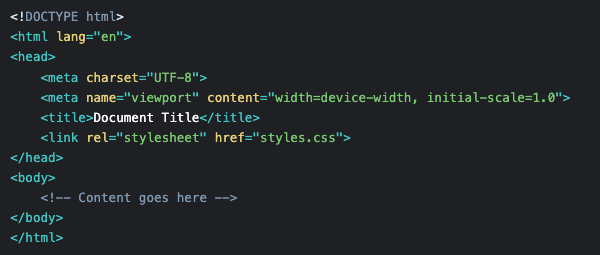 <!DOCTYPE html>
<html lang="en">
<head>
    <meta charset="UTF-8">
    <meta name="viewport" content="width=device-width, initial-scale=1.0">
    <title>Document Title</title>
    <link rel="stylesheet" href="styles.css">
</head>
<body>
    <!-- Content goes here -->
</body>
</html>